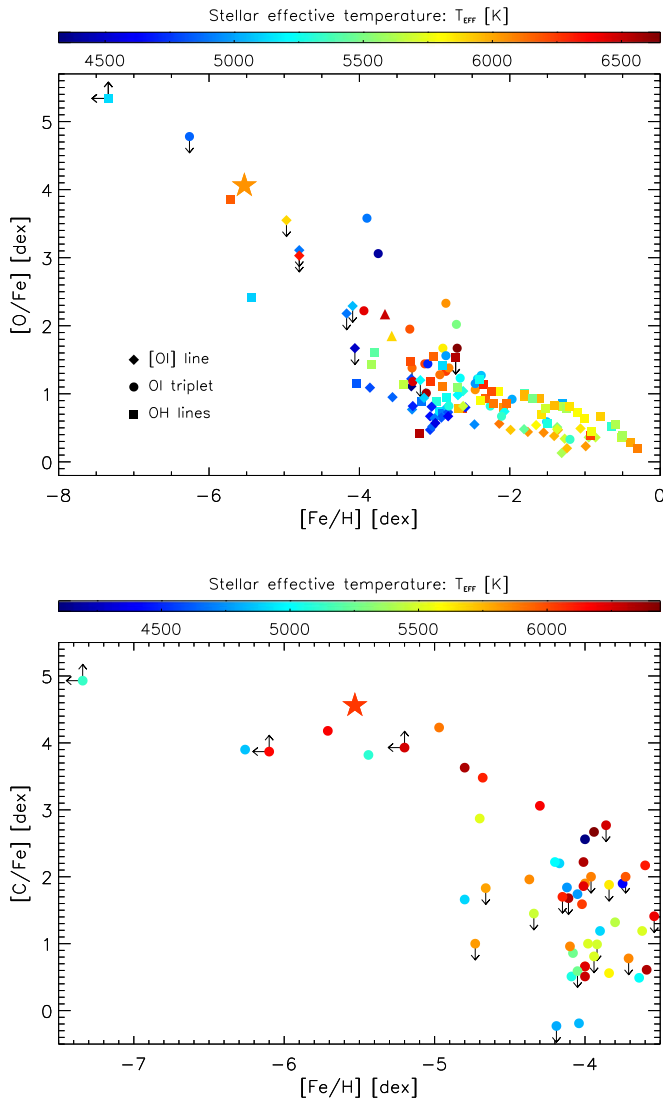 Stellar effective temperature: T_EFF [K]
4500 5000 5500 6000 6500
5
4
3
2
1
0
[O/Fe] [dex]
[OI] line
OI triplet
OH lines
−8 −6 −4 −2 0
[Fe/H] [dex]
Stellar effective temperature: T_EFF [K]
4500 5000 5500 6000
5
4
3
2
1
0
[C/Fe] [dex]
−7 −6 −5 −4
[Fe/H] [dex]